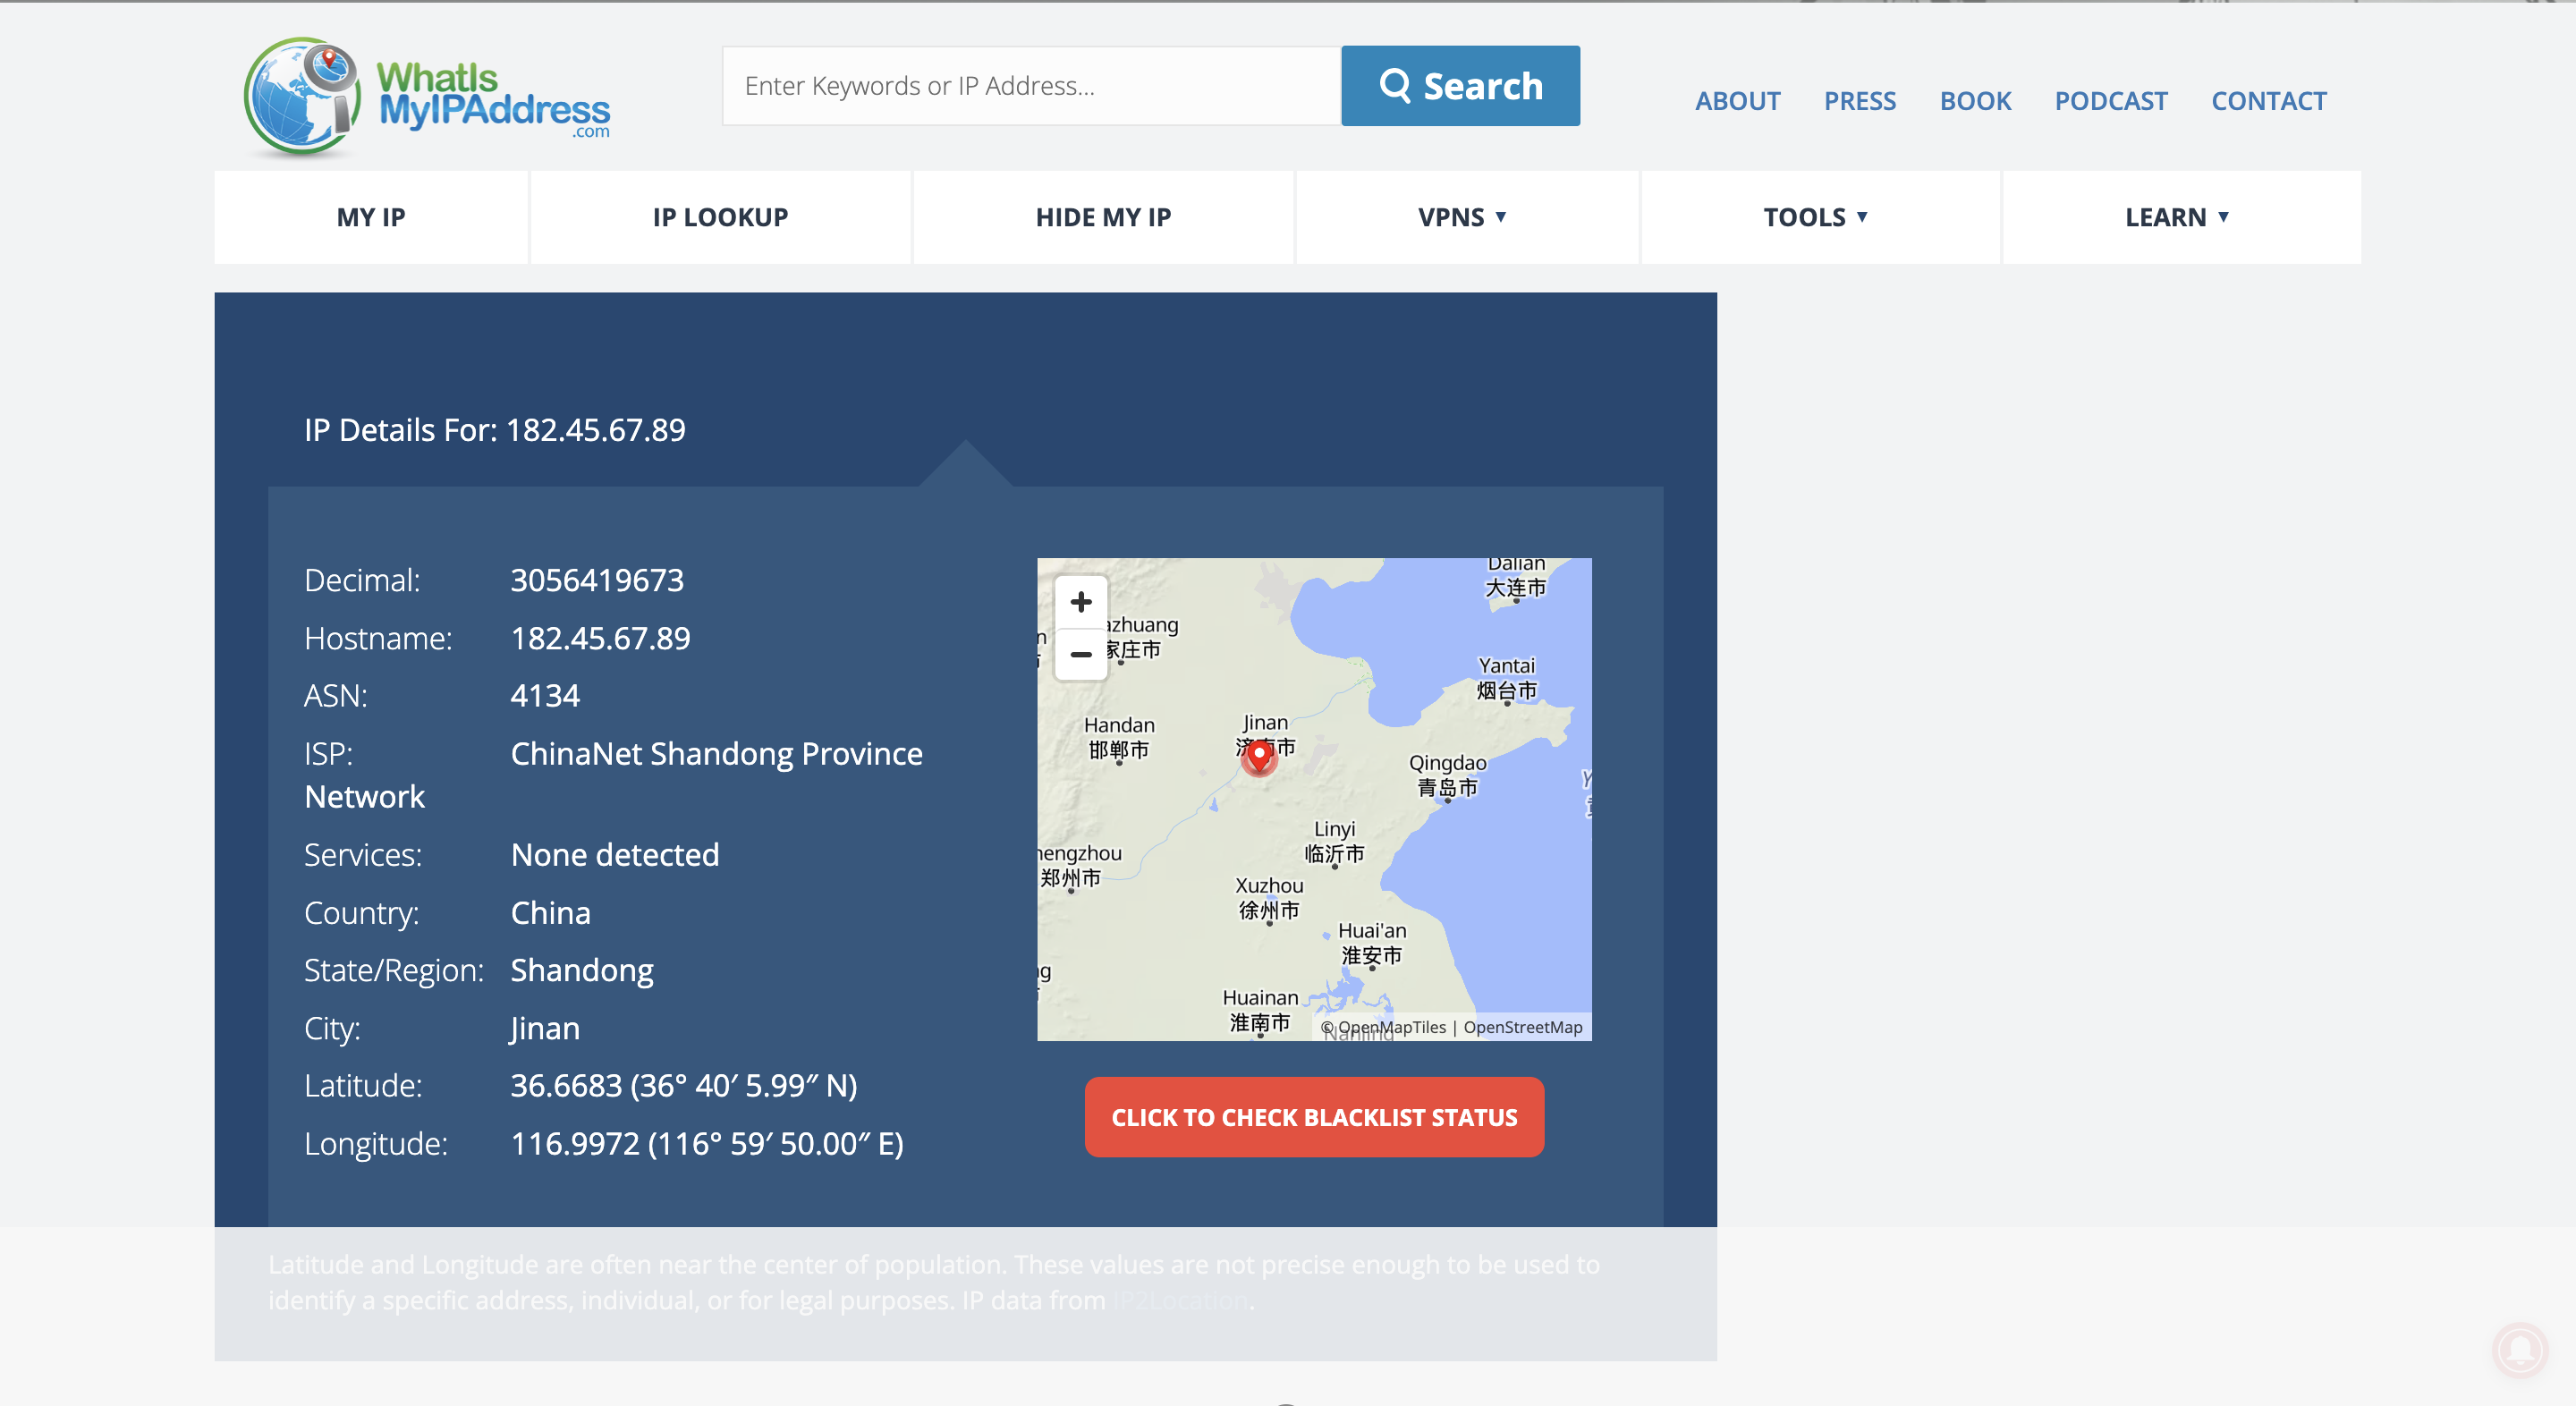 WhatIs
MyIPAddress
.com
Enter Keywords or IP Address...
Search
ABOUT PRESS BOOK PODCAST CONTACT
MY IP IP LOOKUP HIDE MY IP VPNS ▼ TOOLS ▼ LEARN ▼
IP Details For: 182.45.67.89
Decimal: 3056419673
Hostname: 182.45.67.89
ASN: 4134
ISP: ChinaNet Shandong Province
Network
Services: None detected
Country: China
State/Region: Shandong
City: Jinan
Latitude: 36.6683 (36° 40′ 5.99″ N)
Longitude: 116.9972 (116° 59′ 50.00″ E)
+
−
Dalian
大连市
azhuang
家庄市
Yantai
烟台市
Handan
邯郸市
Jinan
Qingdao
青岛市
Linyi
临沂市
hengzhou
郑州市
Xuzhou
徐州市
Huai'an
淮安市
Huainan
淮南市
Nanjing
© OpenMapTiles | OpenStreetMap
CLICK TO CHECK BLACKLIST STATUS
Latitude and Longitude are often near the center of population. These values are not precise enough to be used to
identify a specific address, individual, or for legal purposes. IP data from IP2Location.